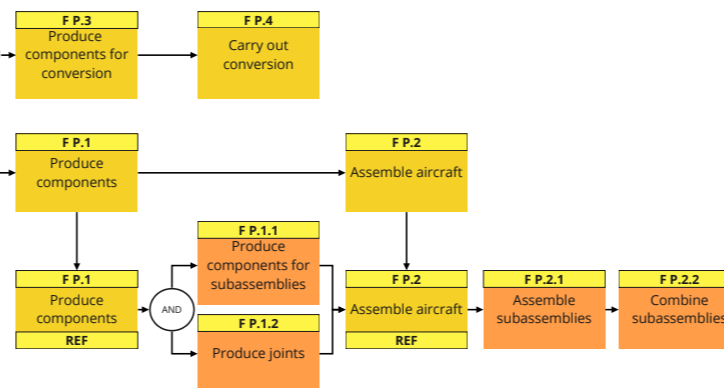 F P.3
Produce
components for
conversion
F P.4
Carry out
conversion
F P.1
Produce
components
F P.2
Assemble aircraft
F P.1
Produce
components
REF
AND
F P.1.1
Produce
components for
subassemblies
F P.1.2
Produce joints
F P.2
Assemble aircraft
REF
F P.2.1
Assemble
subassemblies
F P.2.2
Combine
subassemblies